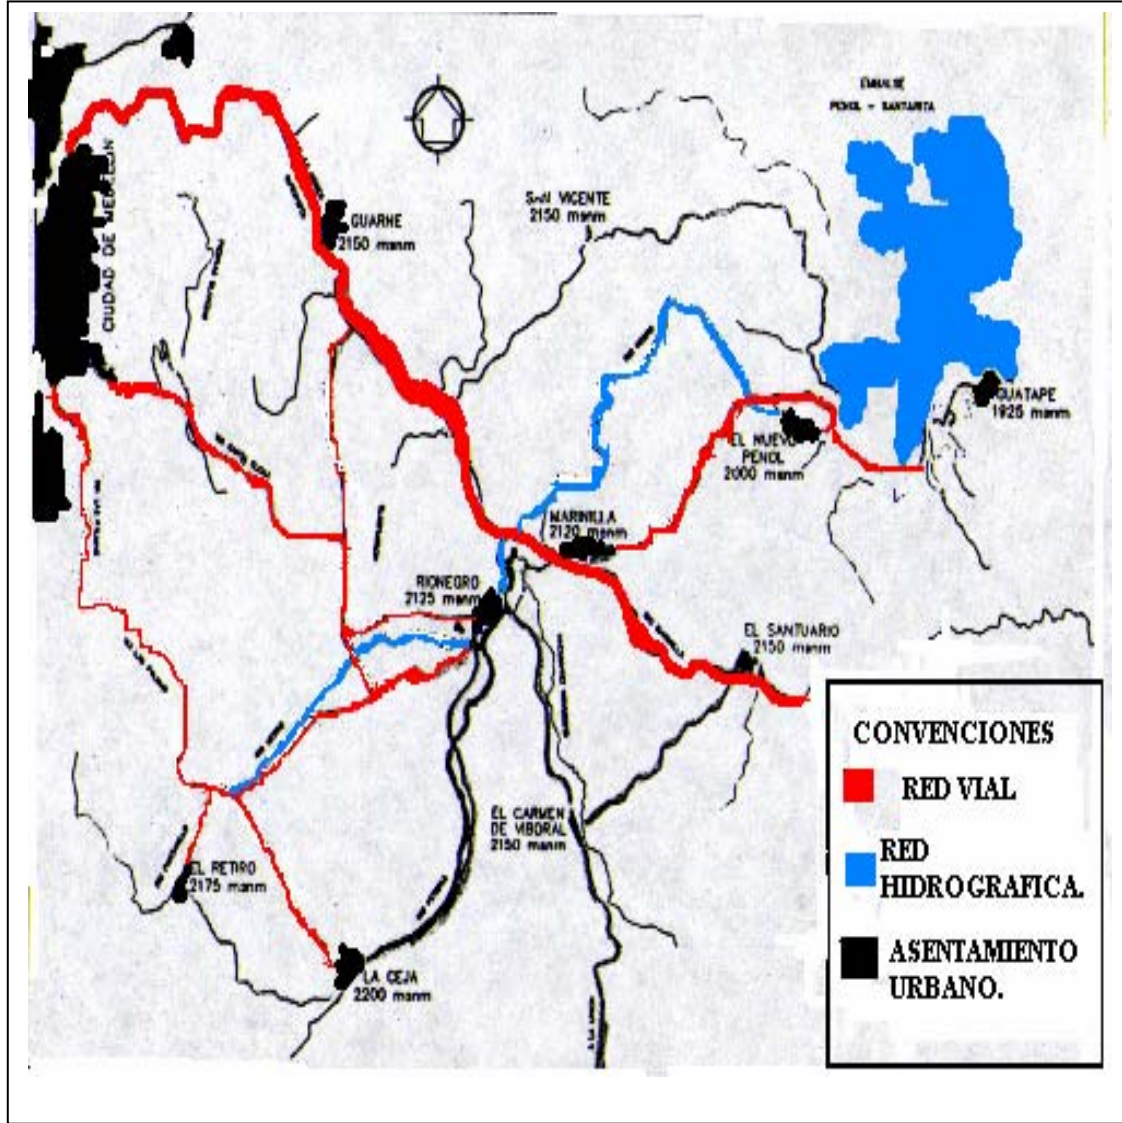 EMBALSE
PEÑOL - SANTARITA
CIUDAD DE MEDELLIN
GUARNE
2150 msnm
SAN VICENTE
2150 msnm
GUATAPE
1925 msnm
EL NUEVO
PEÑOL
2000 msnm
MARINILLA
2120 msnm
RIONEGRO
2125 msnm
EL SANTUARIO
2150 msnm
EL CARMEN
DE VIBORAL
2150 msnm
EL RETIRO
2175 msnm
LA CEJA
2200 msnm
A LA UNION
CONVENCIONES
RED VIAL
RED
HIDROGRAFICA.
ASENTAMIENTO
URBANO.